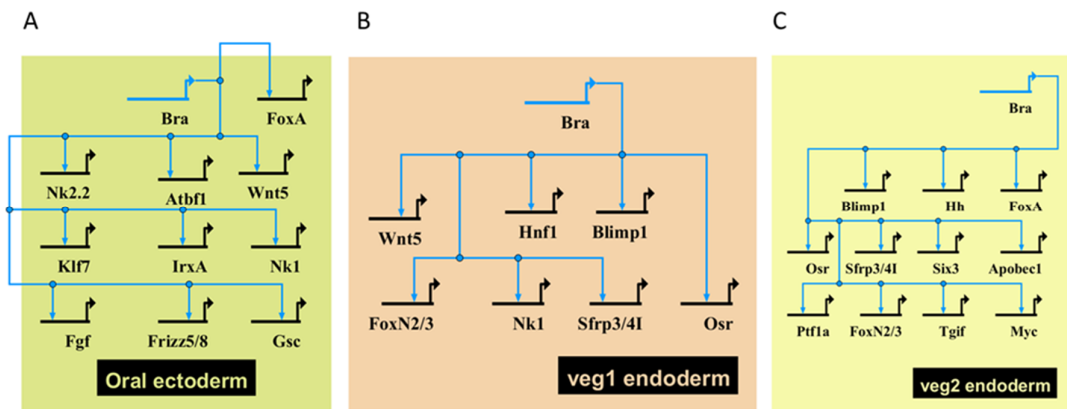 A
B
C
Bra
FoxA
Nk2.2
Atbf1
Wnt5
Klf7
IrxA
Nk1
Fgf
Frizz5/8
Gsc
Oral ectoderm
Bra
Wnt5
Hnf1
Blimp1
FoxN2/3
Nk1
Sfrp3/4I
Osr
veg1 endoderm
Bra
Blimp1
Hh
FoxA
Osr
Sfrp3/4I
Six3
Apobec1
Ptf1a
FoxN2/3
Tgif
Myc
veg2 endoderm